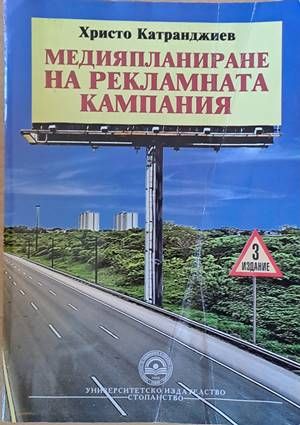 Христо Катранджиев
МЕДИЯПЛАНИРАНЕ
НА РЕКЛАМНАТА
КАМПАНИЯ
3
ИЗДАНИЕ
УНИВЕРСИТЕТСКО ИЗДАТЕЛСТВО
СТОПАНСТВО